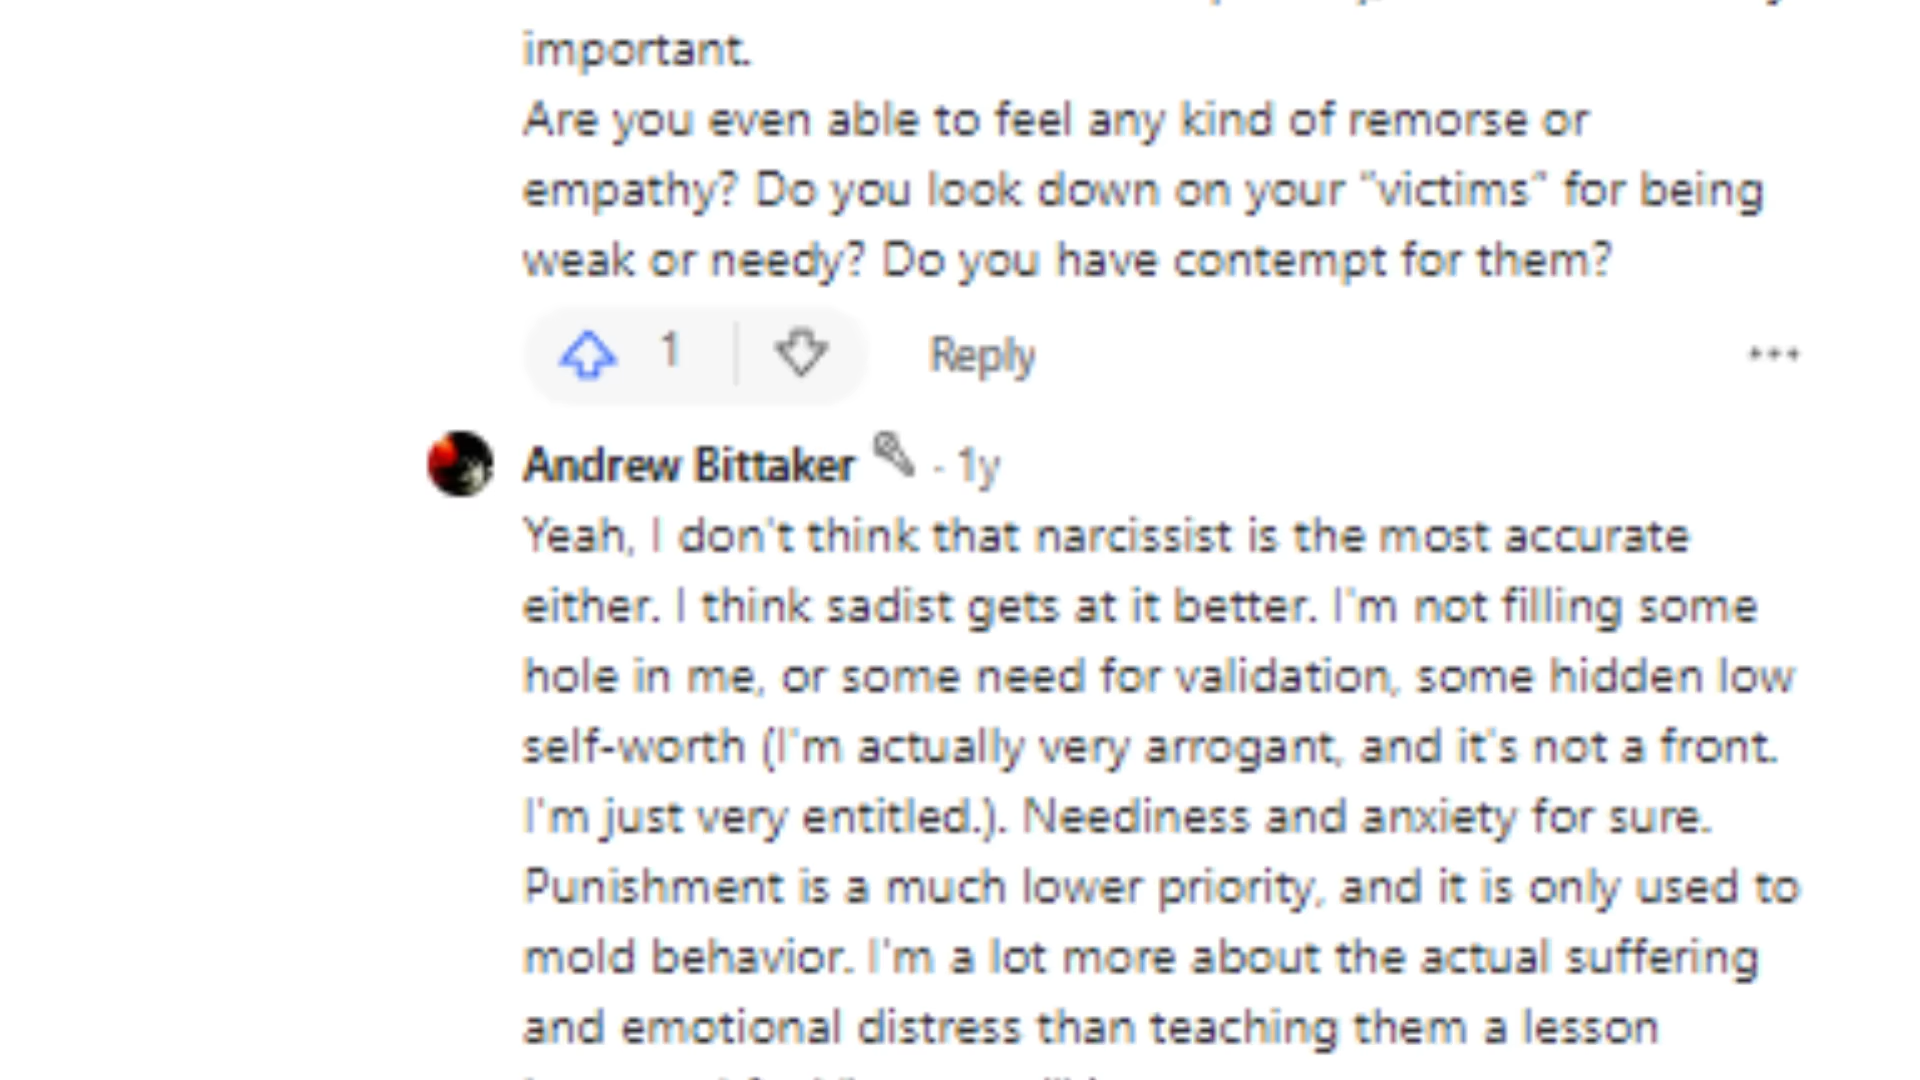 important.
Are you even able to feel any kind of remorse or
empathy? Do you look down on your "victims" for being
weak or needy? Do you have contempt for them?
1
Reply
Andrew Bittaker · 1y
Yeah, I don't think that narcissist is the most accurate
either. I think sadist gets at it better. I'm not filling some
hole in me, or some need for validation, some hidden low
self-worth (I'm actually very arrogant, and it's not a front.
I'm just very entitled.). Neediness and anxiety for sure.
Punishment is a much lower priority, and it is only used to
mold behavior. I'm a lot more about the actual suffering
and emotional distress than teaching them a lesson